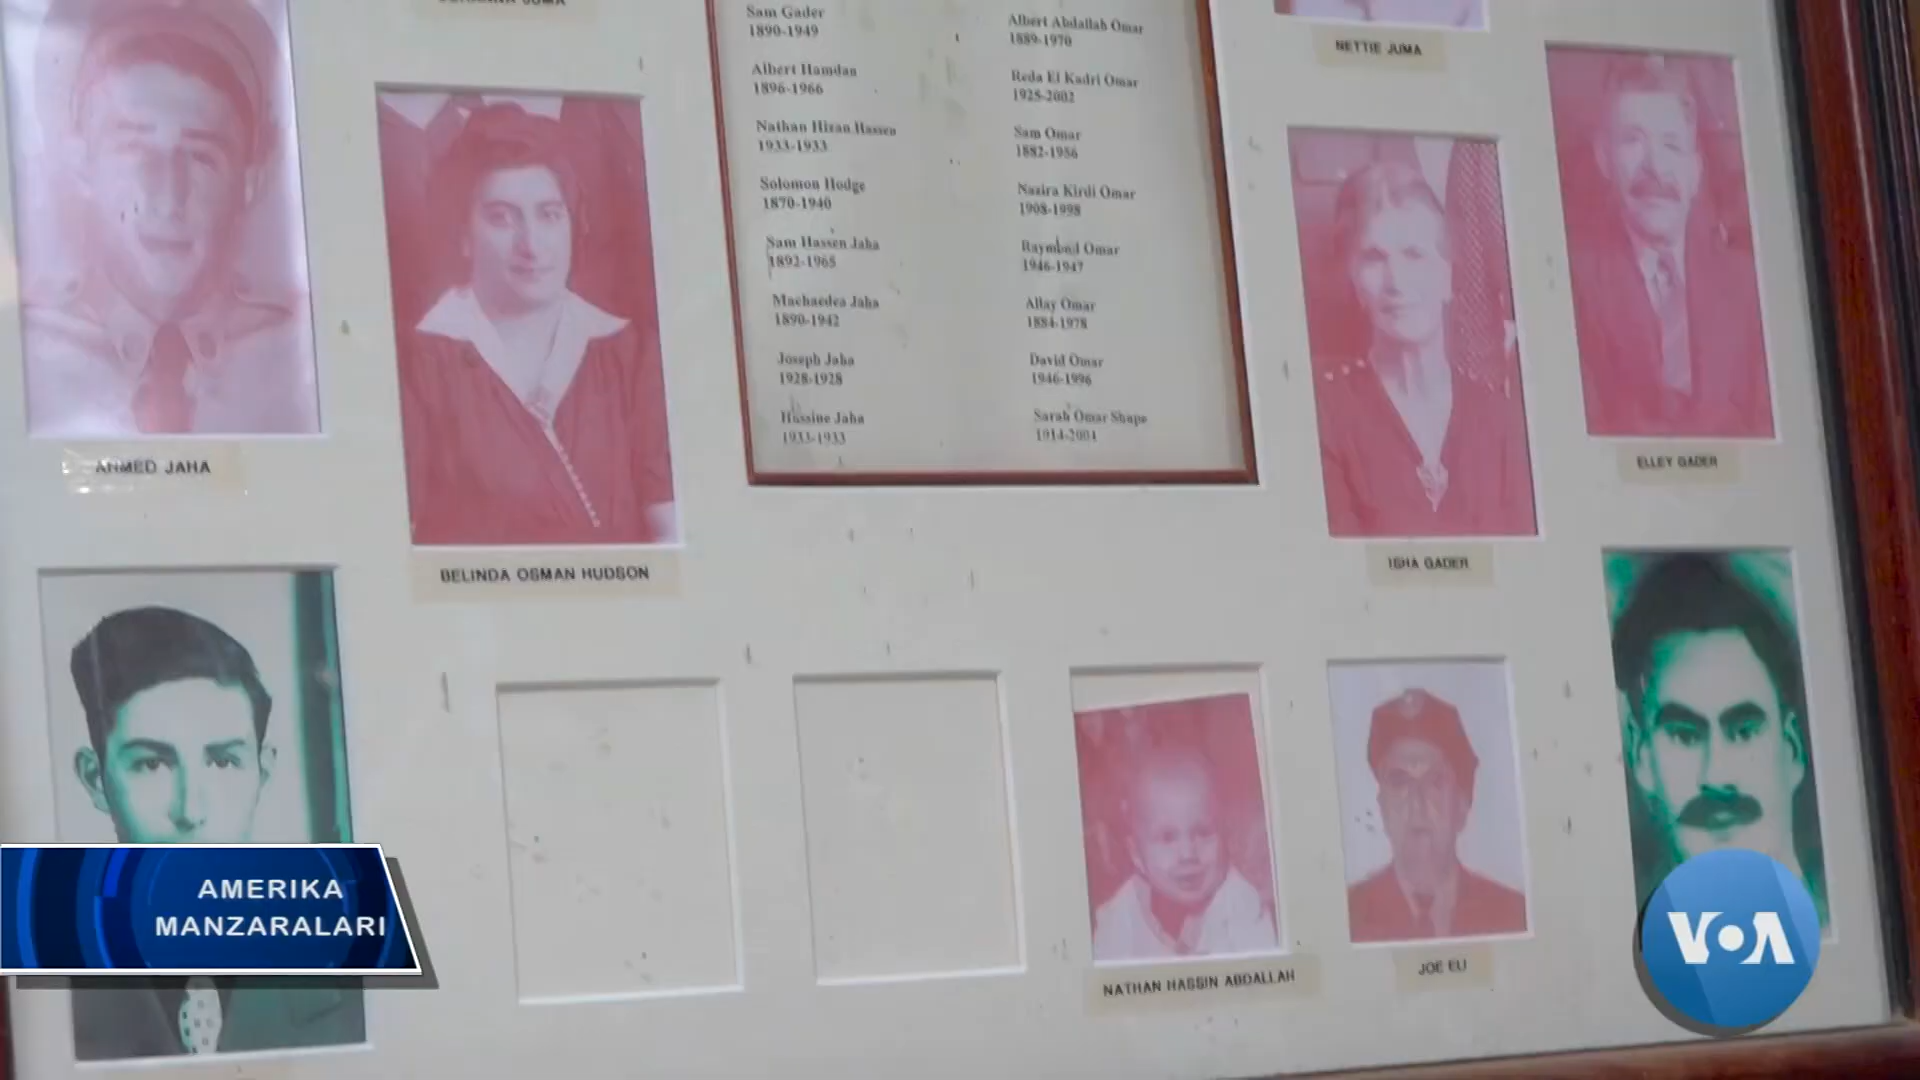 Sam Gader
1890-1949
Albert Hamdan
1896-1966
Nathan Hizan Hassen
1933-1933
Solomon Hodge
1870-1940
Sam Hassen Jaha
1892-1965
Machaedea Jaha
1890-1942
Joseph Jaha
1928-1928
Hassine Jaha
1933-1933
Albert Abdallah Omar
1889-1970
Reda El Kadri Omar
1925-2002
Sam Omar
1882-1956
Nazira Kirdi Omar
1908-1998
Raymond Omar
1946-1947
Allay Omar
1884-1978
David Omar
1946-1996
Sarah Omar Shape
1914-2004
NETTIE JUMA
AHMED JAHA
BELINDA OSMAN HUDSON
ISHA GADER
ELLEY GADER
NATHAN HASSIN ABDALLAH
JOE ELI
AMERIKA
MANZARALARI
VOA